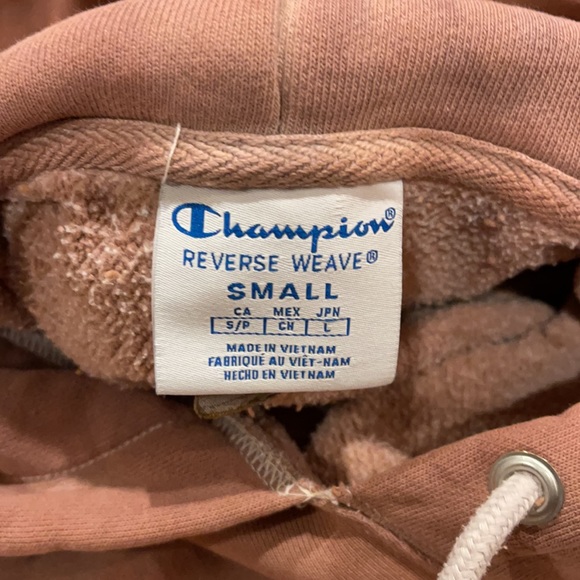 Champion®
REVERSE WEAVE®
SMALL
CA MEX JPN
S/P CH L
MADE IN VIETNAM
FABRIQUÉ AU VIÊT-NAM
HECHO EN VIETNAM